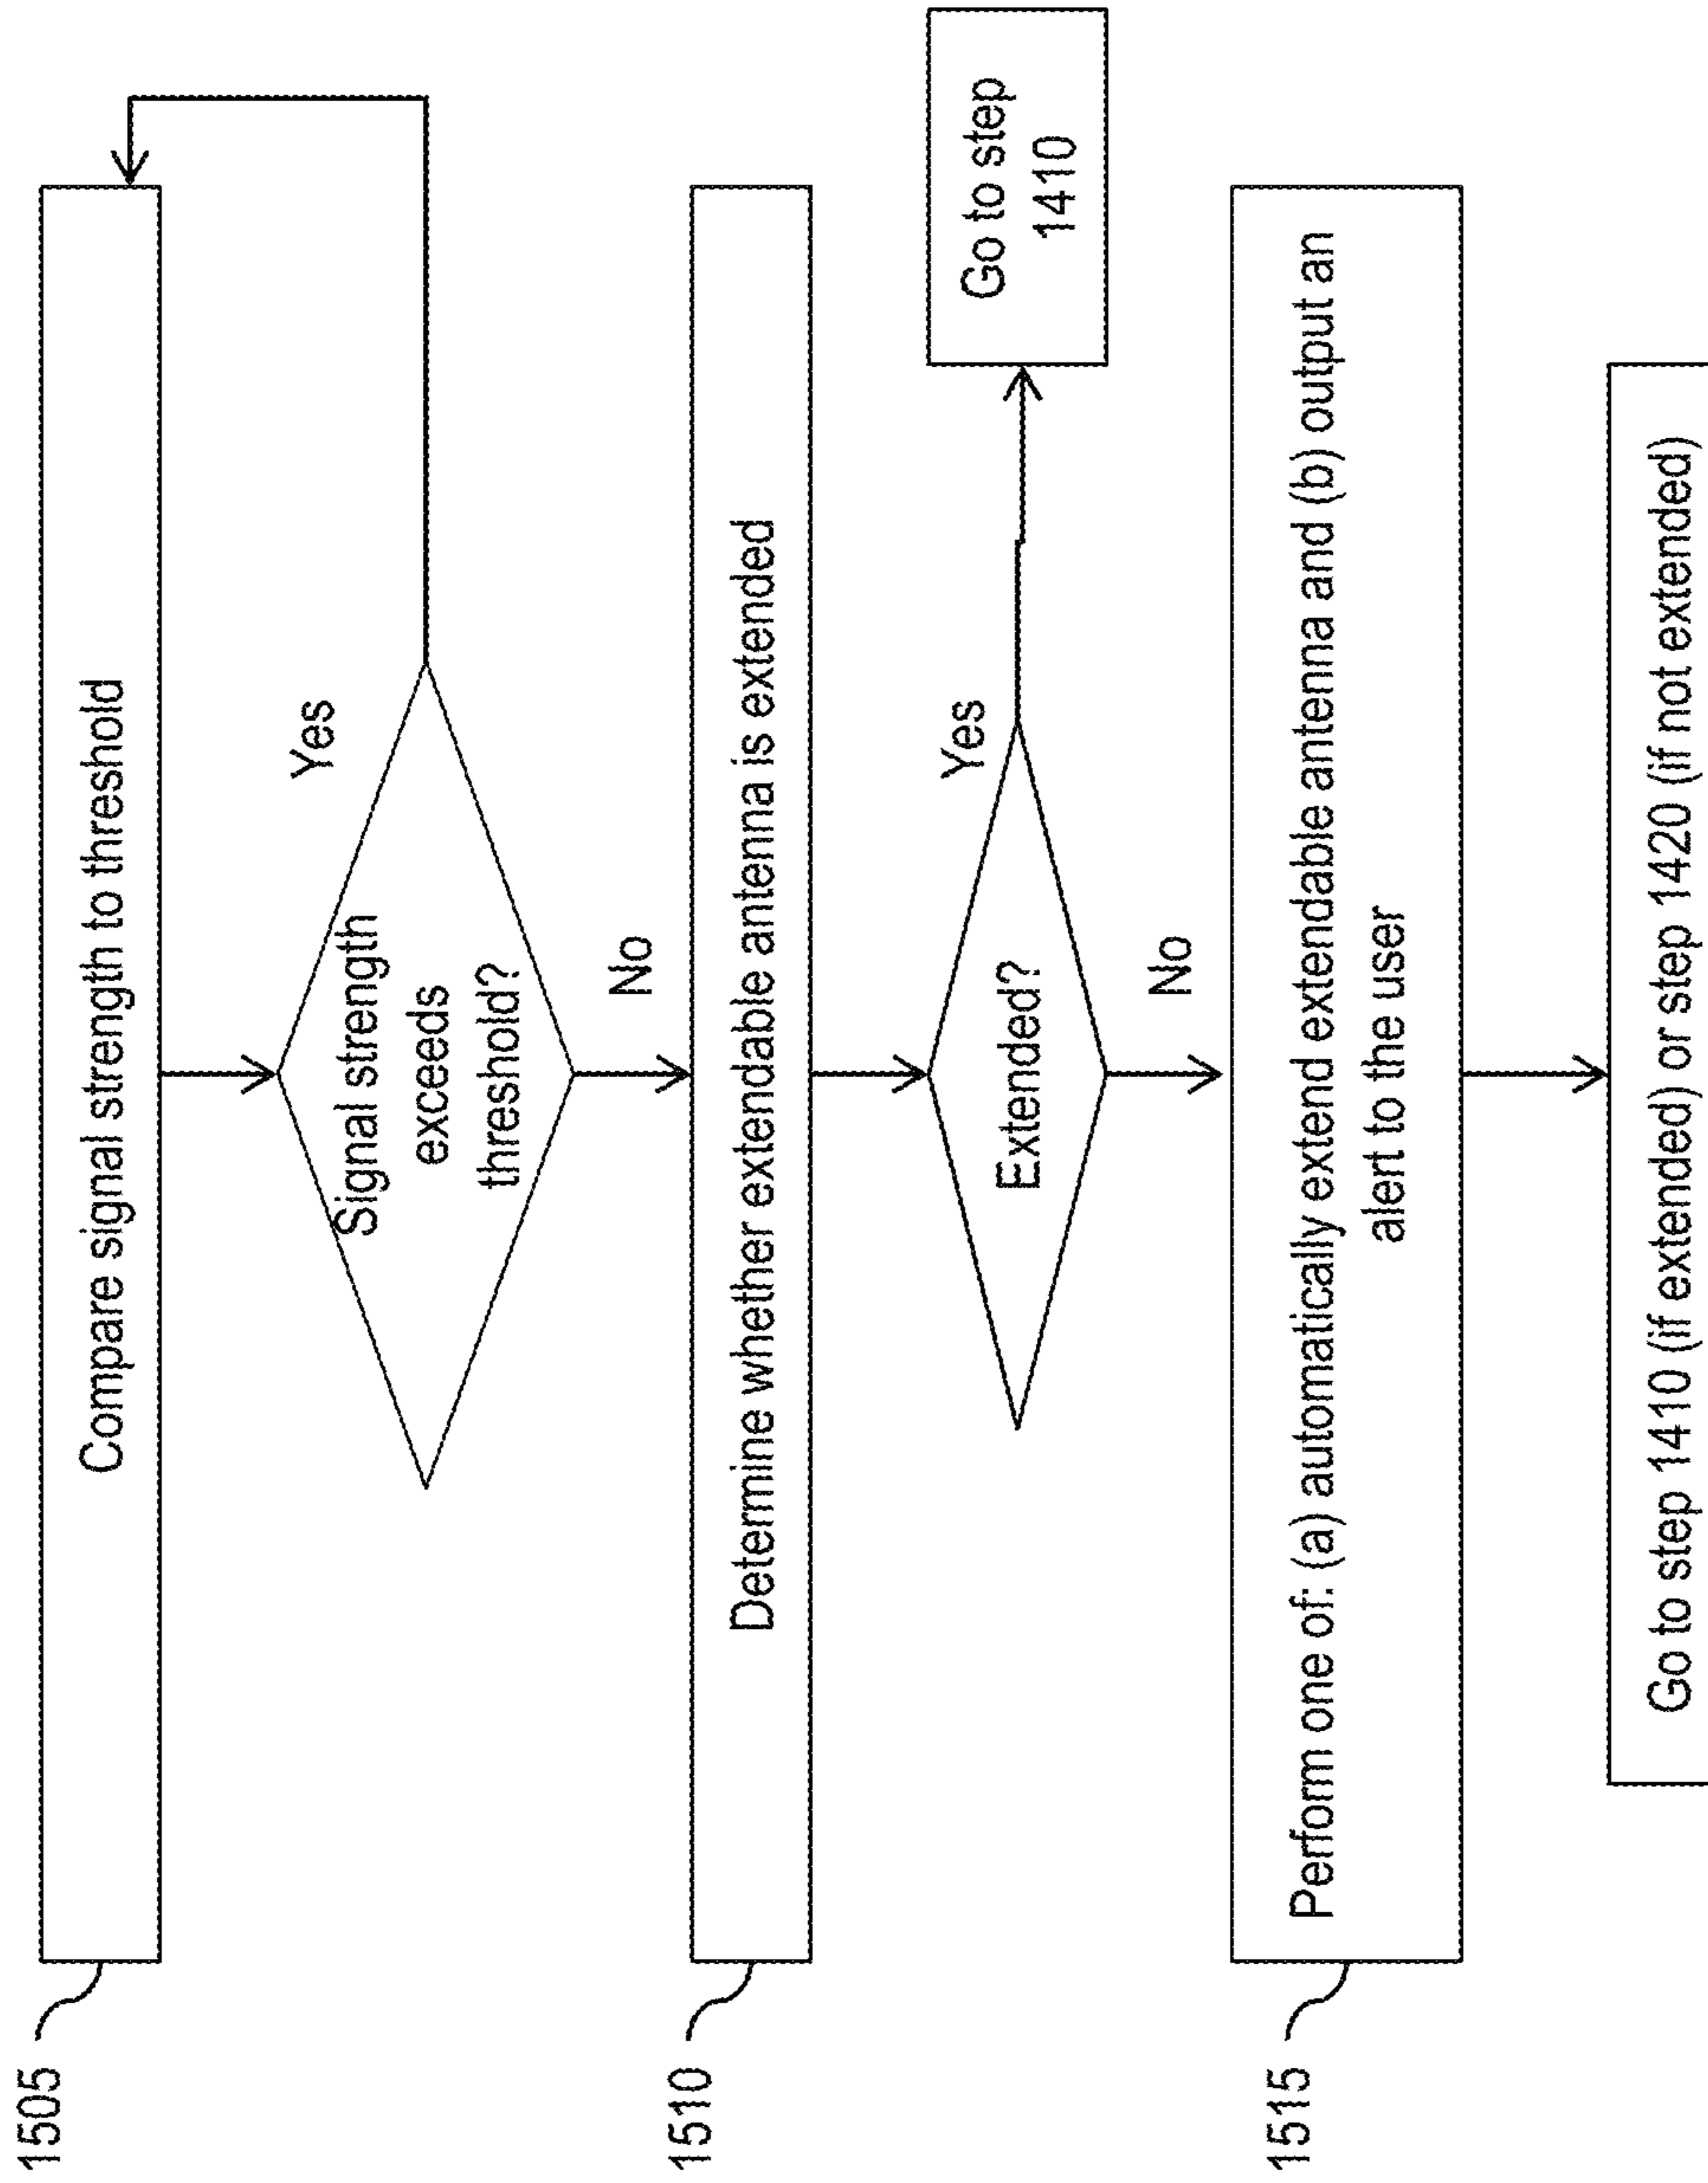 1505
Compare signal strength to threshold
Signal strength
exceeds
threshold?
Yes
No
1510
Determine whether extendable antenna is extended
Extended?
Yes
Go to step
1410
No
1515
Perform one of: (a) automatically extend extendable antenna and (b) output an
alert to the user
Go to step 1410 (if extended) or step 1420 (if not extended)